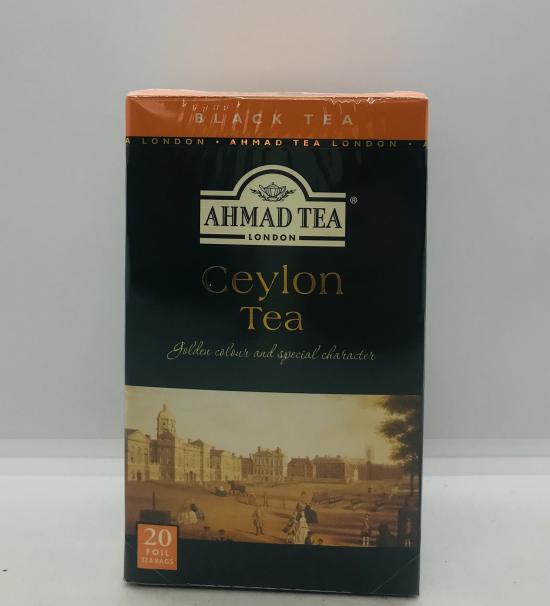 BLACK TEA
A LONDON • AHMAD TEA LONDON • A
AHMAD TEA ®
LONDON
Ceylon
Tea
Golden colour and special character
20
FOIL
TEA BAGS